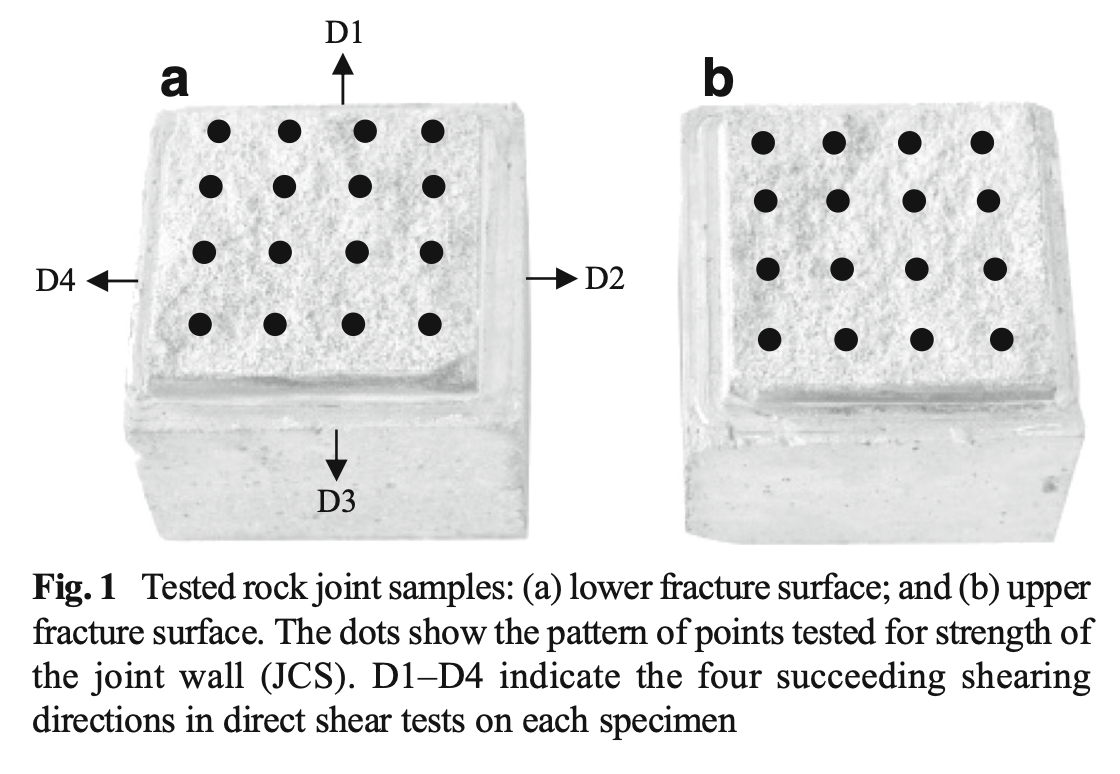 D1
a
b
D4
D2
D3
Fig. 1 Tested rock joint samples: (a) lower fracture surface; and (b) upper
fracture surface. The dots show the pattern of points tested for strength of
the joint wall (JCS). D1–D4 indicate the four succeeding shearing
directions in direct shear tests on each specimen